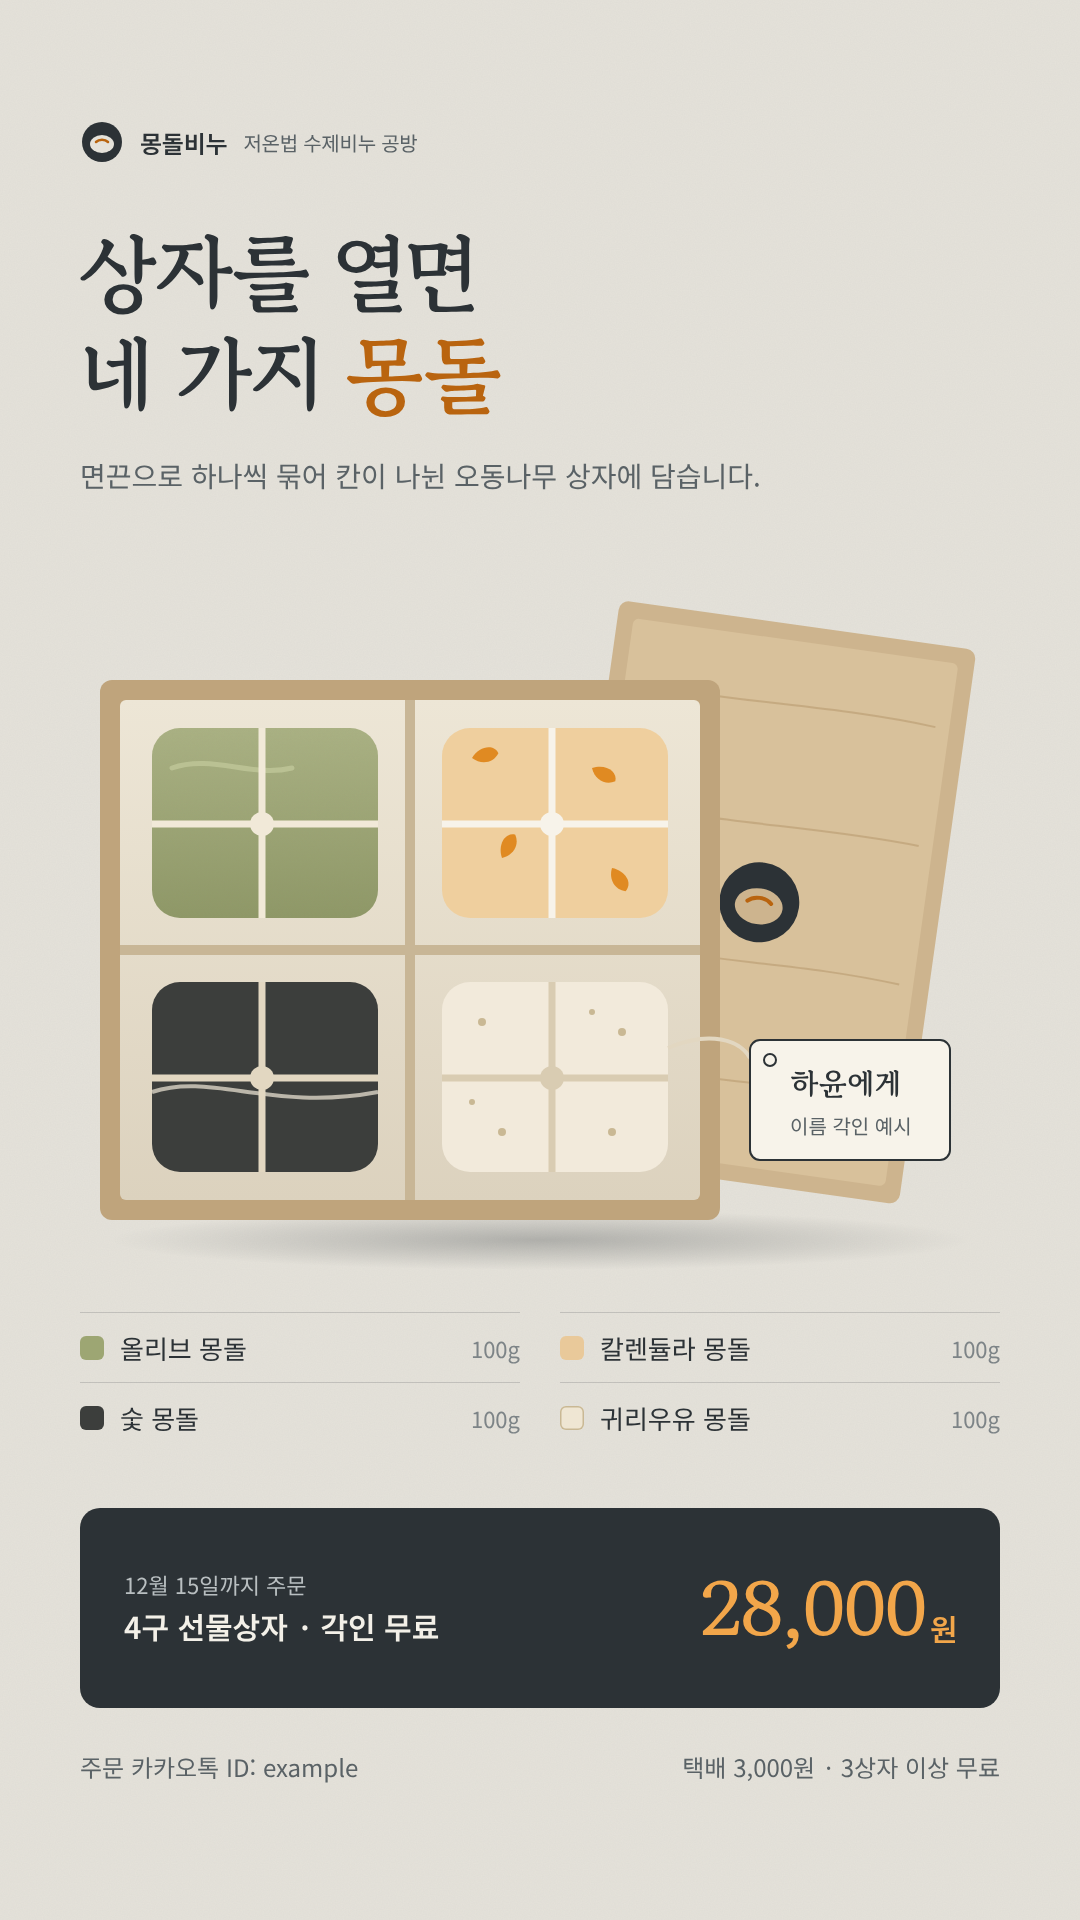 몽돌비누 저온법 수제비누 공방
상자를 열면
네 가지 몽돌
면끈으로 하나씩 묶어 칸이 나뉜 오동나무 상자에 담습니다.
하윤에게
이름 각인 예시
올리브 몽돌 100g
칼렌듈라 몽돌 100g
숯 몽돌 100g
귀리우유 몽돌 100g
12월 15일까지 주문
4구 선물상자 · 각인 무료
28,000원
주문 카카오톡 ID: example
택배 3,000원 · 3상자 이상 무료